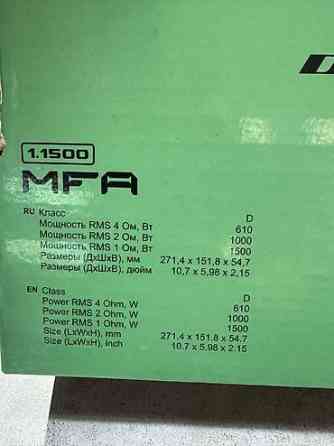 1.1500
MFA
RU Класс D
Мощность RMS 4 Ом, Вт 610
Мощность RMS 2 Ом, Вт 1000
Мощность RMS 1 Ом, Вт 1500
Размеры (ДхШхВ), мм 271,4 x 151,8 x 54,7
Размеры (ДхШхВ), дюйм 10,7 x 5,98 x 2,15
EN Class D
Power RMS 4 Ohm, W 610
Power RMS 2 Ohm, W 1000
Power RMS 1 Ohm, W 1500
Size (LxWxH), mm 271,4 x 151,8 x 54,7
Size (LxWxH), inch 10.7 x 5.98 x 2.15